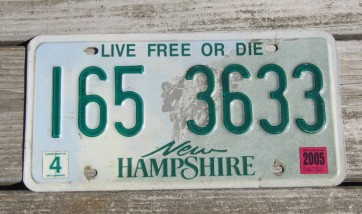 LIVE FREE OR DIE
165 3633
4
2005
New
HAMPSHIRE